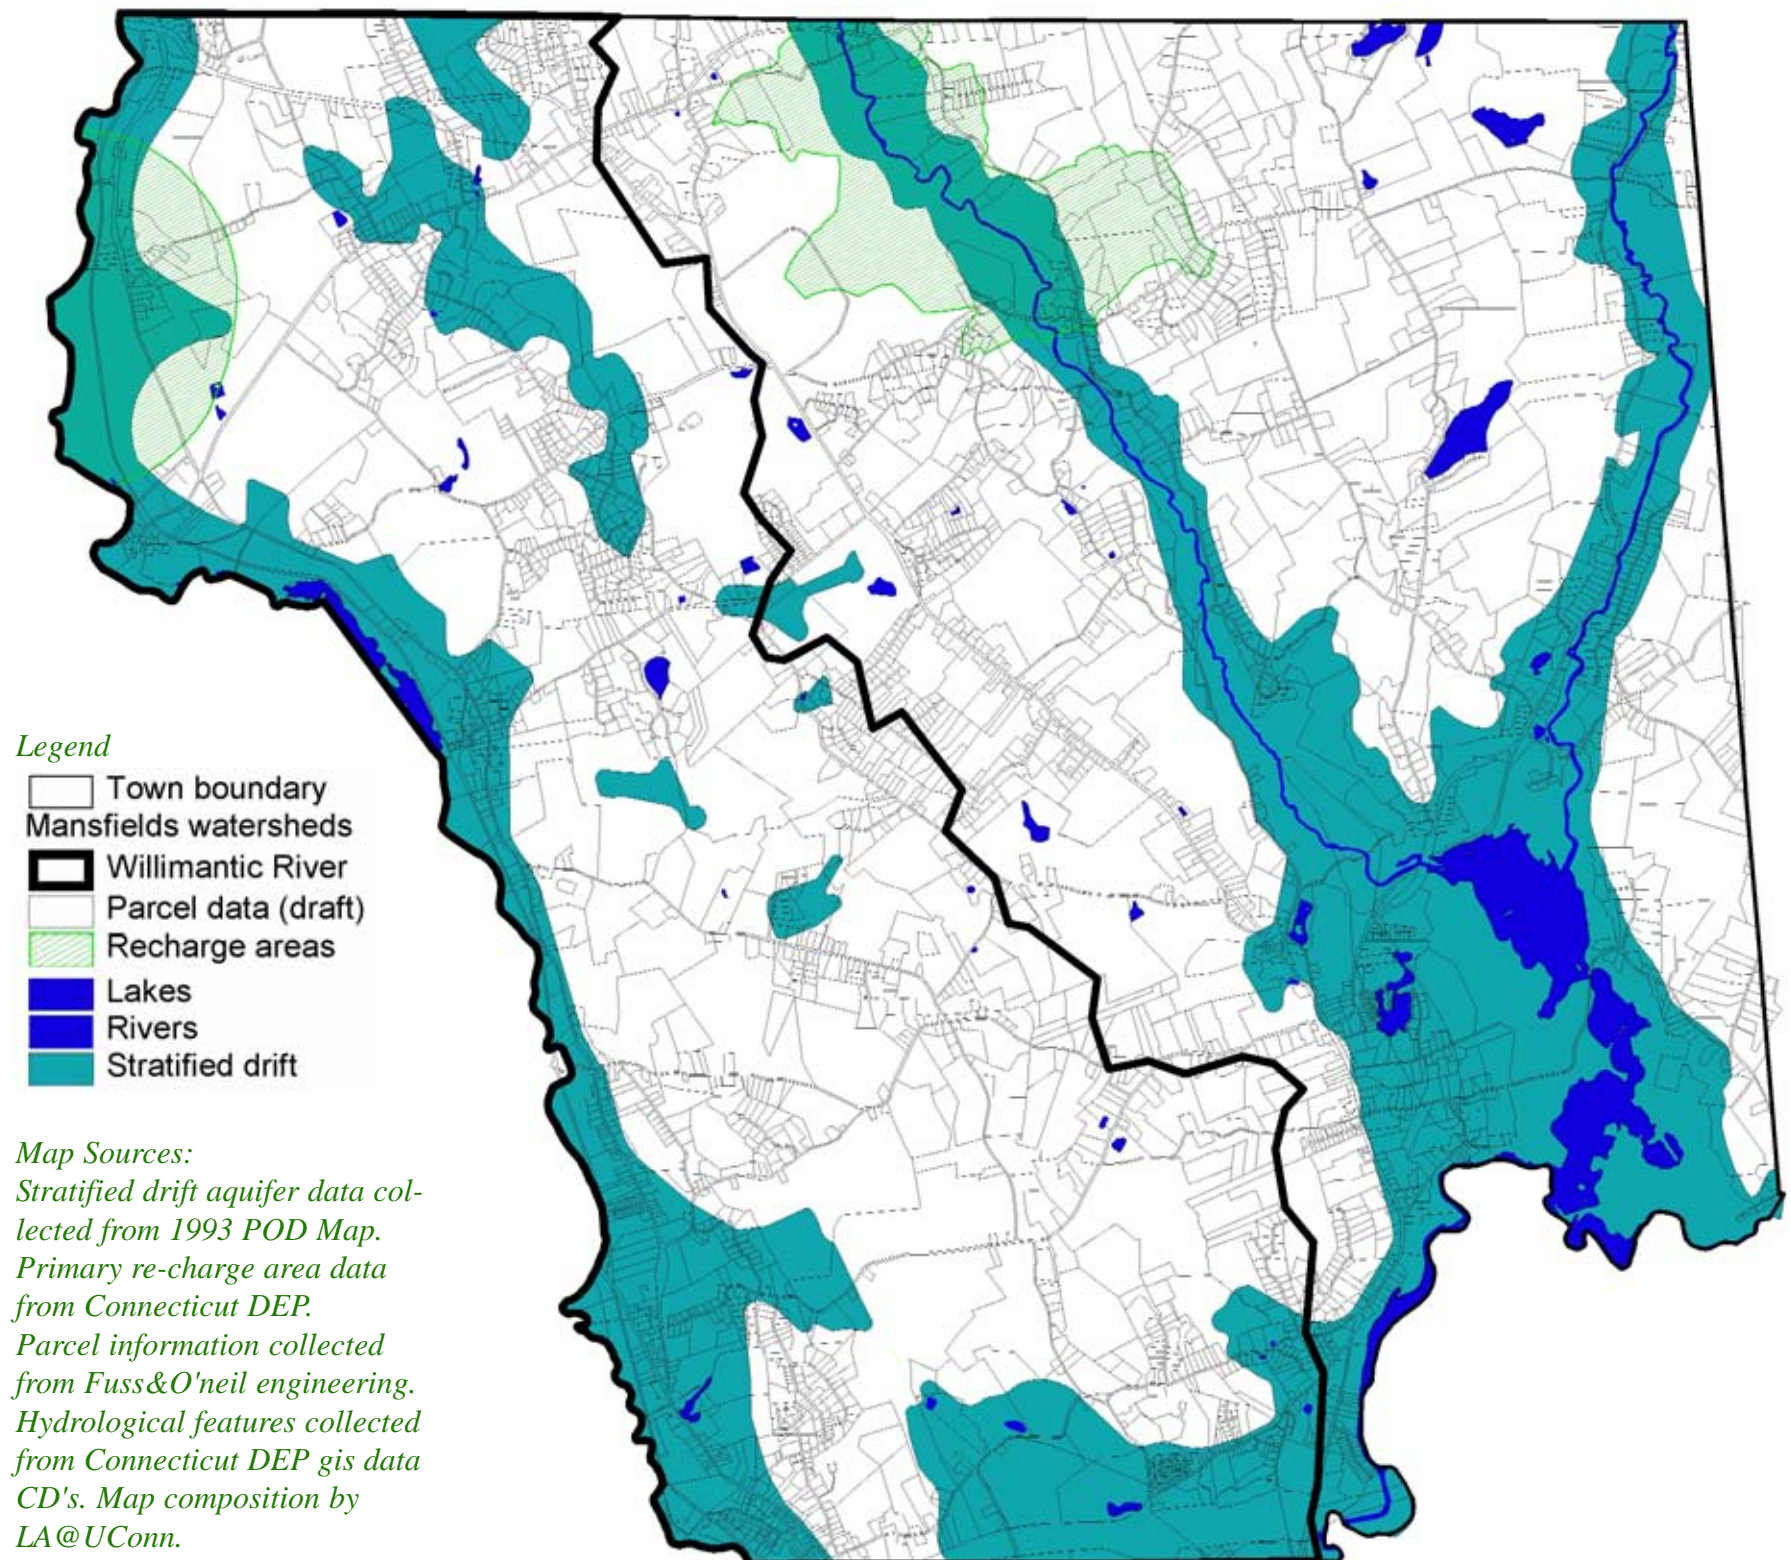 Legend
Town boundary
Mansfields watersheds
Willimantic River
Parcel data (draft)
Recharge areas
Lakes
Rivers
Stratified drift
Map Sources:
Stratified drift aquifer data col-
lected from 1993 POD Map.
Primary re-charge area data
from Connecticut DEP.
Parcel information collected
from Fuss&O'neil engineering.
Hydrological features collected
from Connecticut DEP gis data
CD's. Map composition by
LA@UConn.